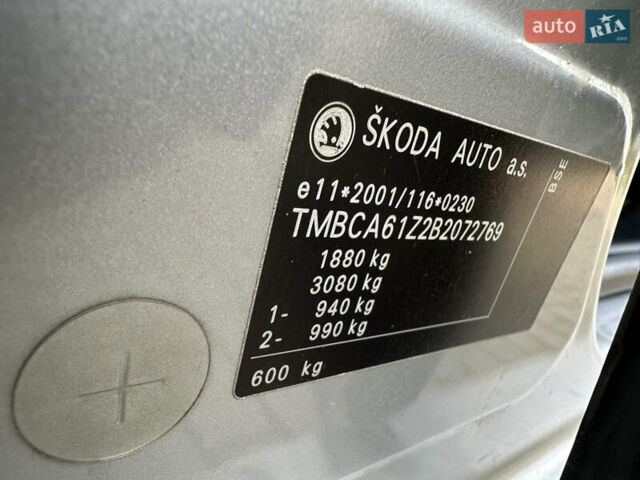 auto RIA .com
ŠKODA AUTO a.s.
BSE
e11*2001/116*0230
TMBCA61Z2B2072769
1880 kg
3080 kg
1- 940 kg
2- 990 kg
600 kg